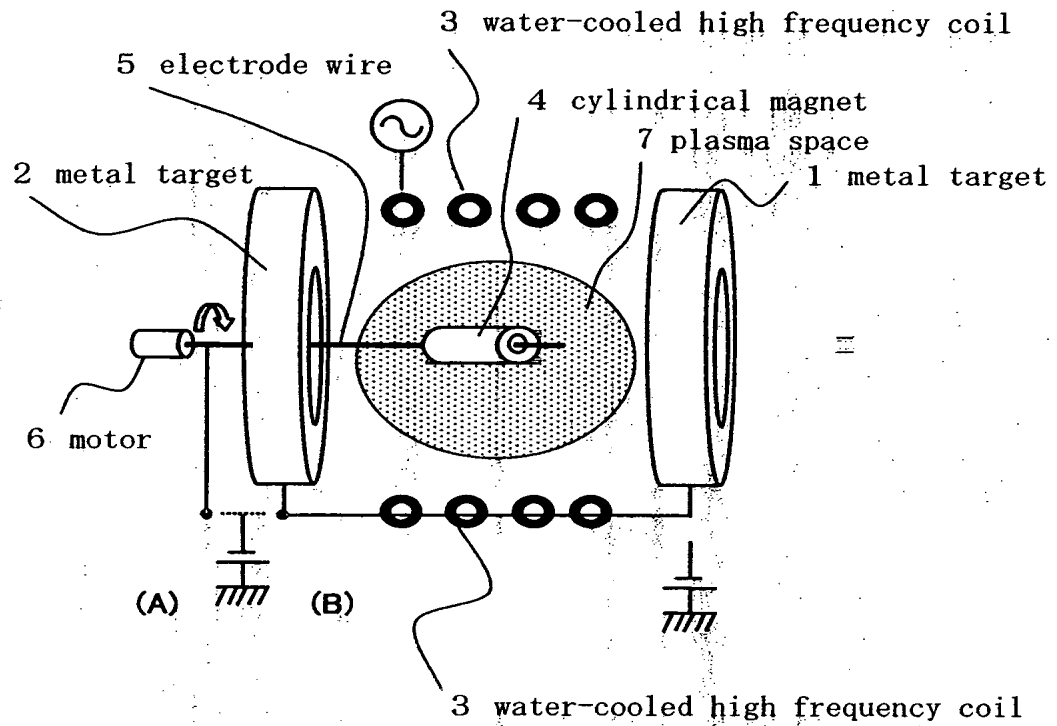 3 water-cooled high frequency coil
5 electrode wire
4 cylindrical magnet
7 plasma space
2 metal target
1 metal target
6 motor
(A)
(B)
3 water-cooled high frequency coil